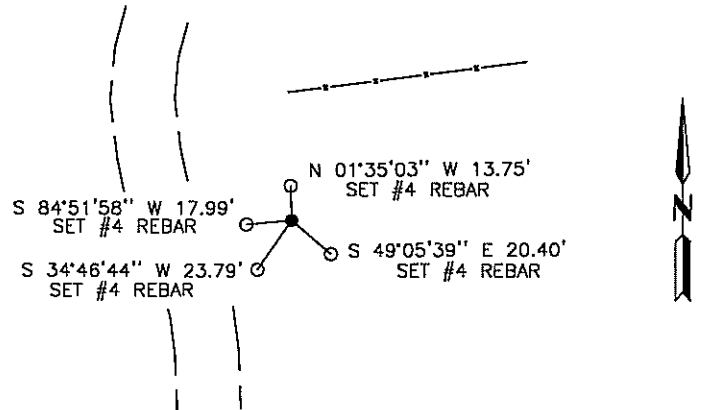 N 01°35'03" W 13.75'
SET #4 REBAR
S 84°51'58" W 17.99'
SET #4 REBAR
S 49°05'39" E 20.40'
SET #4 REBAR
S 34°46'44" W 23.79'
SET #4 REBAR
N